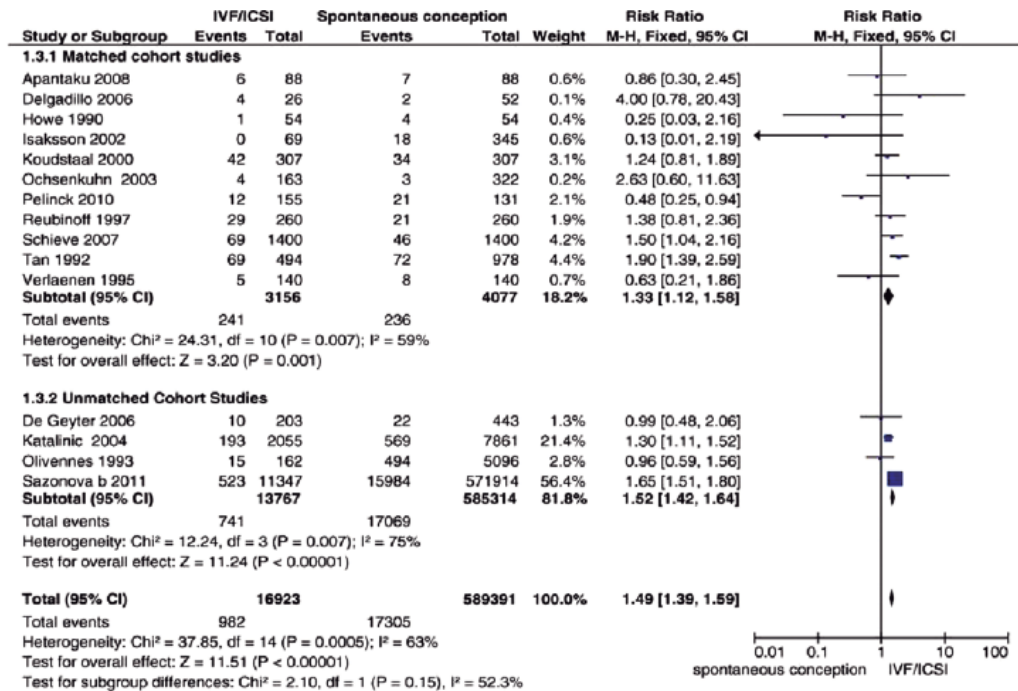 IVF/ICSI Spontaneous conception Risk Ratio Risk Ratio
Study or Subgroup Events Total Events Total Weight M-H, Fixed, 95% CI M-H, Fixed, 95% CI
1.3.1 Matched cohort studies
Apantaku 2008 6 88 7 88 0.6% 0.86 [0.30, 2.45]
Delgadillo 2006 4 26 2 52 0.1% 4.00 [0.78, 20.43]
Howe 1990 1 54 4 54 0.4% 0.25 [0.03, 2.16]
Isaksson 2002 0 69 18 345 0.6% 0.13 [0.01, 2.19]
Koudstaal 2000 42 307 34 307 3.1% 1.24 [0.81, 1.89]
Ochsenkuhn 2003 4 163 3 322 0.2% 2.63 [0.60, 11.63]
Pelinck 2010 12 155 21 131 2.1% 0.48 [0.25, 0.94]
Reubinoff 1997 29 260 21 260 1.9% 1.38 [0.81, 2.36]
Schieve 2007 69 1400 46 1400 4.2% 1.50 [1.04, 2.16]
Tan 1992 69 494 72 978 4.4% 1.90 [1.39, 2.59]
Verlaenen 1995 5 140 8 140 0.7% 0.63 [0.21, 1.86]
Subtotal (95% CI) 3156 4077 18.2% 1.33 [1.12, 1.58]
Total events 241 236
Heterogeneity: Chi² = 24.31, df = 10 (P = 0.007); I² = 59%
Test for overall effect: Z = 3.20 (P = 0.001)
1.3.2 Unmatched Cohort Studies
De Geyter 2006 10 203 22 443 1.3% 0.99 [0.48, 2.06]
Katalinic 2004 193 2055 569 7861 21.4% 1.30 [1.11, 1.52]
Olivennes 1993 15 162 494 5096 2.8% 0.96 [0.59, 1.56]
Sazonova b 2011 523 11347 15984 571914 56.4% 1.65 [1.51, 1.80]
Subtotal (95% CI) 13767 585314 81.8% 1.52 [1.42, 1.64]
Total events 741 17069
Heterogeneity: Chi² = 12.24, df = 3 (P = 0.007); I² = 75%
Test for overall effect: Z = 11.24 (P < 0.00001)
Total (95% CI) 16923 589391 100.0% 1.49 [1.39, 1.59]
Total events 982 17305
Heterogeneity: Chi² = 37.85, df = 14 (P = 0.0005); I² = 63%
Test for overall effect: Z = 11.51 (P < 0.00001)
Test for subgroup differences: Chi² = 2.10, df = 1 (P = 0.15), I² = 52.3%
0.01 0.1 1 10 100
spontaneous conception IVF/ICSI